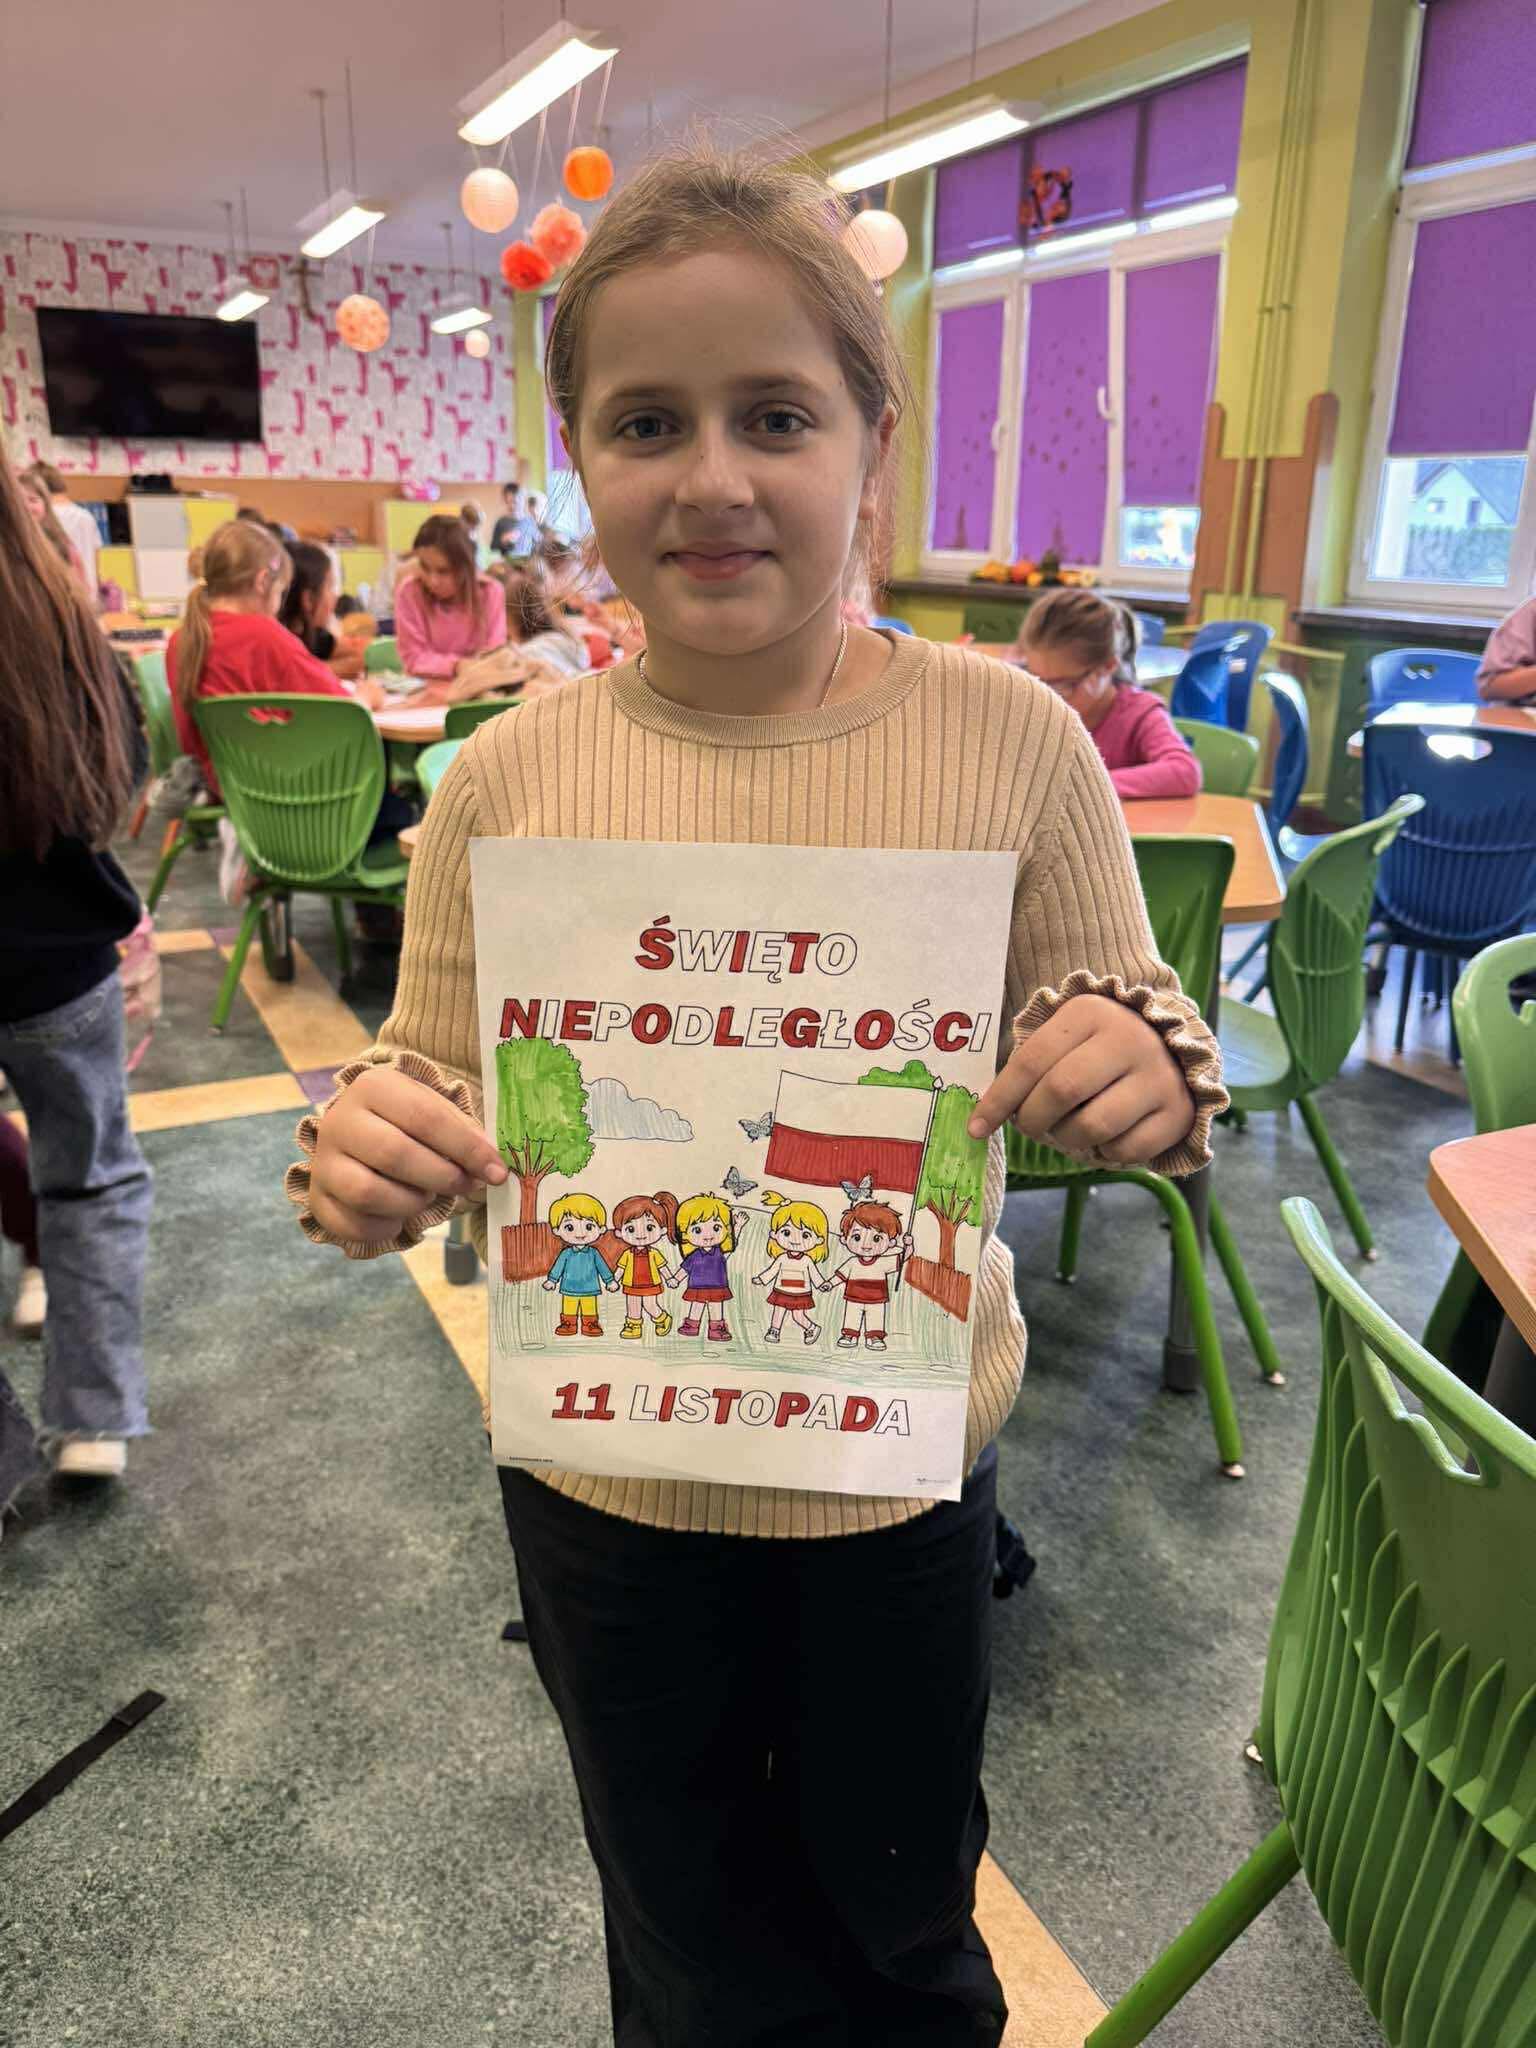 ŚWIĘTO
NIEPODLEGŁOŚCI
11 LISTOPADA